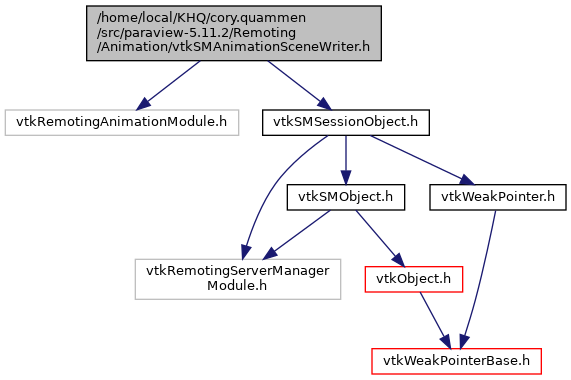 /home/local/KHQ/cory.quammen
/src/paraview-5.11.2/Remoting
/Animation/vtkSMAnimationSceneWriter.h
vtkRemotingAnimationModule.h
vtkSMSessionObject.h
vtkSMObject.h
vtkWeakPointer.h
vtkRemotingServerManager
Module.h
vtkObject.h
vtkWeakPointerBase.h